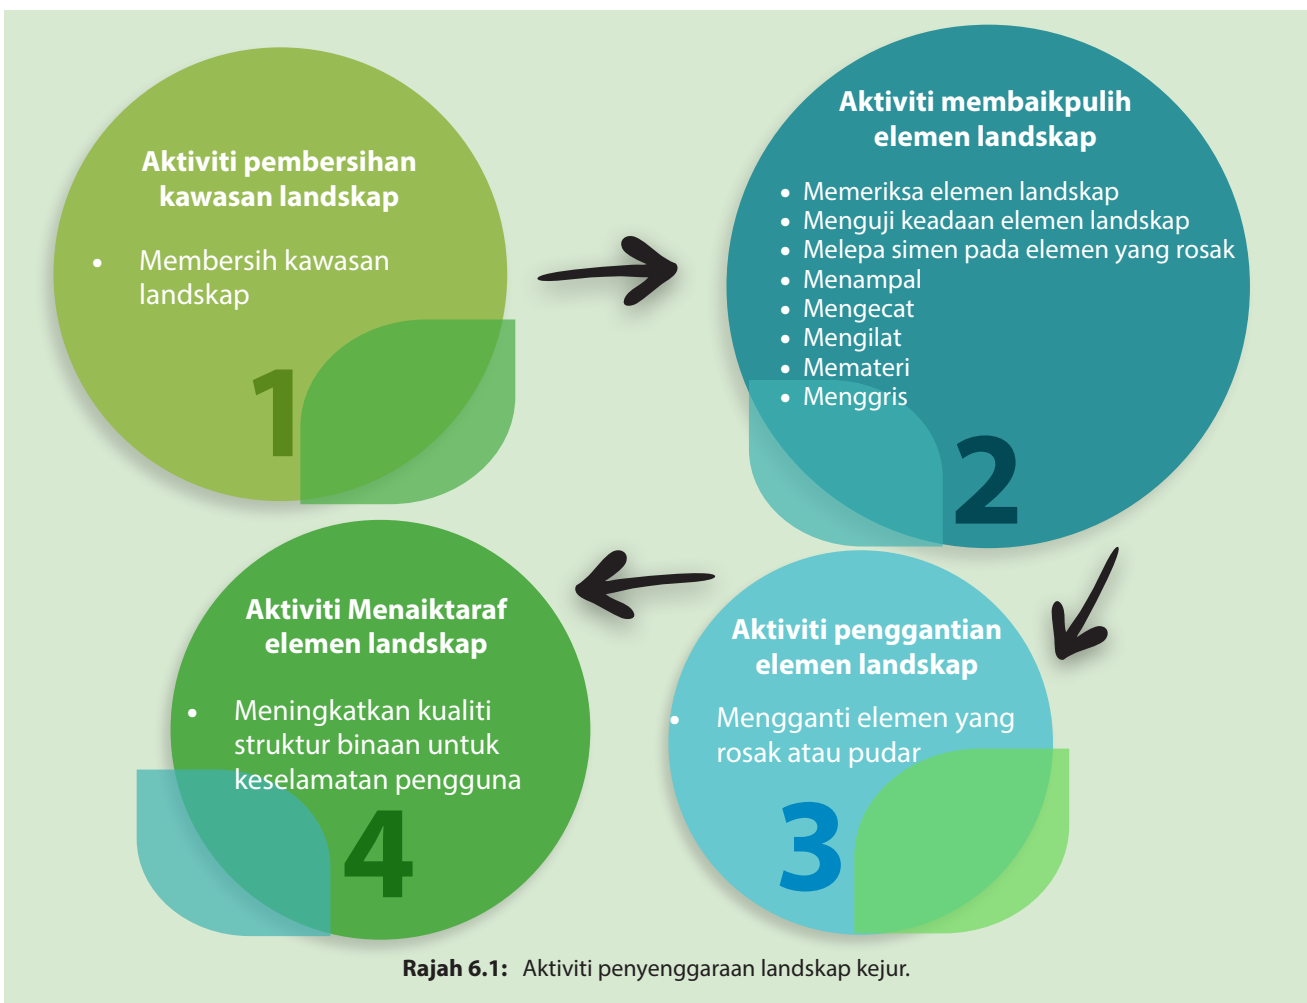 Aktiviti pembersihan
kawasan landskap
• Membersih kawasan
landskap
1
Aktiviti membaikpulih
elemen landskap
• Memeriksa elemen landskap
• Menguji keadaan elemen landskap
• Melepa simen pada elemen yang rosak
• Menampal
• Mengecat
• Mengilat
• Memateri
• Menggris
2
Aktiviti penggantian
elemen landskap
• Mengganti elemen yang
rosak atau pudar
3
Aktiviti Menaiktaraf
elemen landskap
• Meningkatkan kualiti
struktur binaan untuk
keselamatan pengguna
4
Rajah 6.1: Aktiviti penyenggaraan landskap kejur.